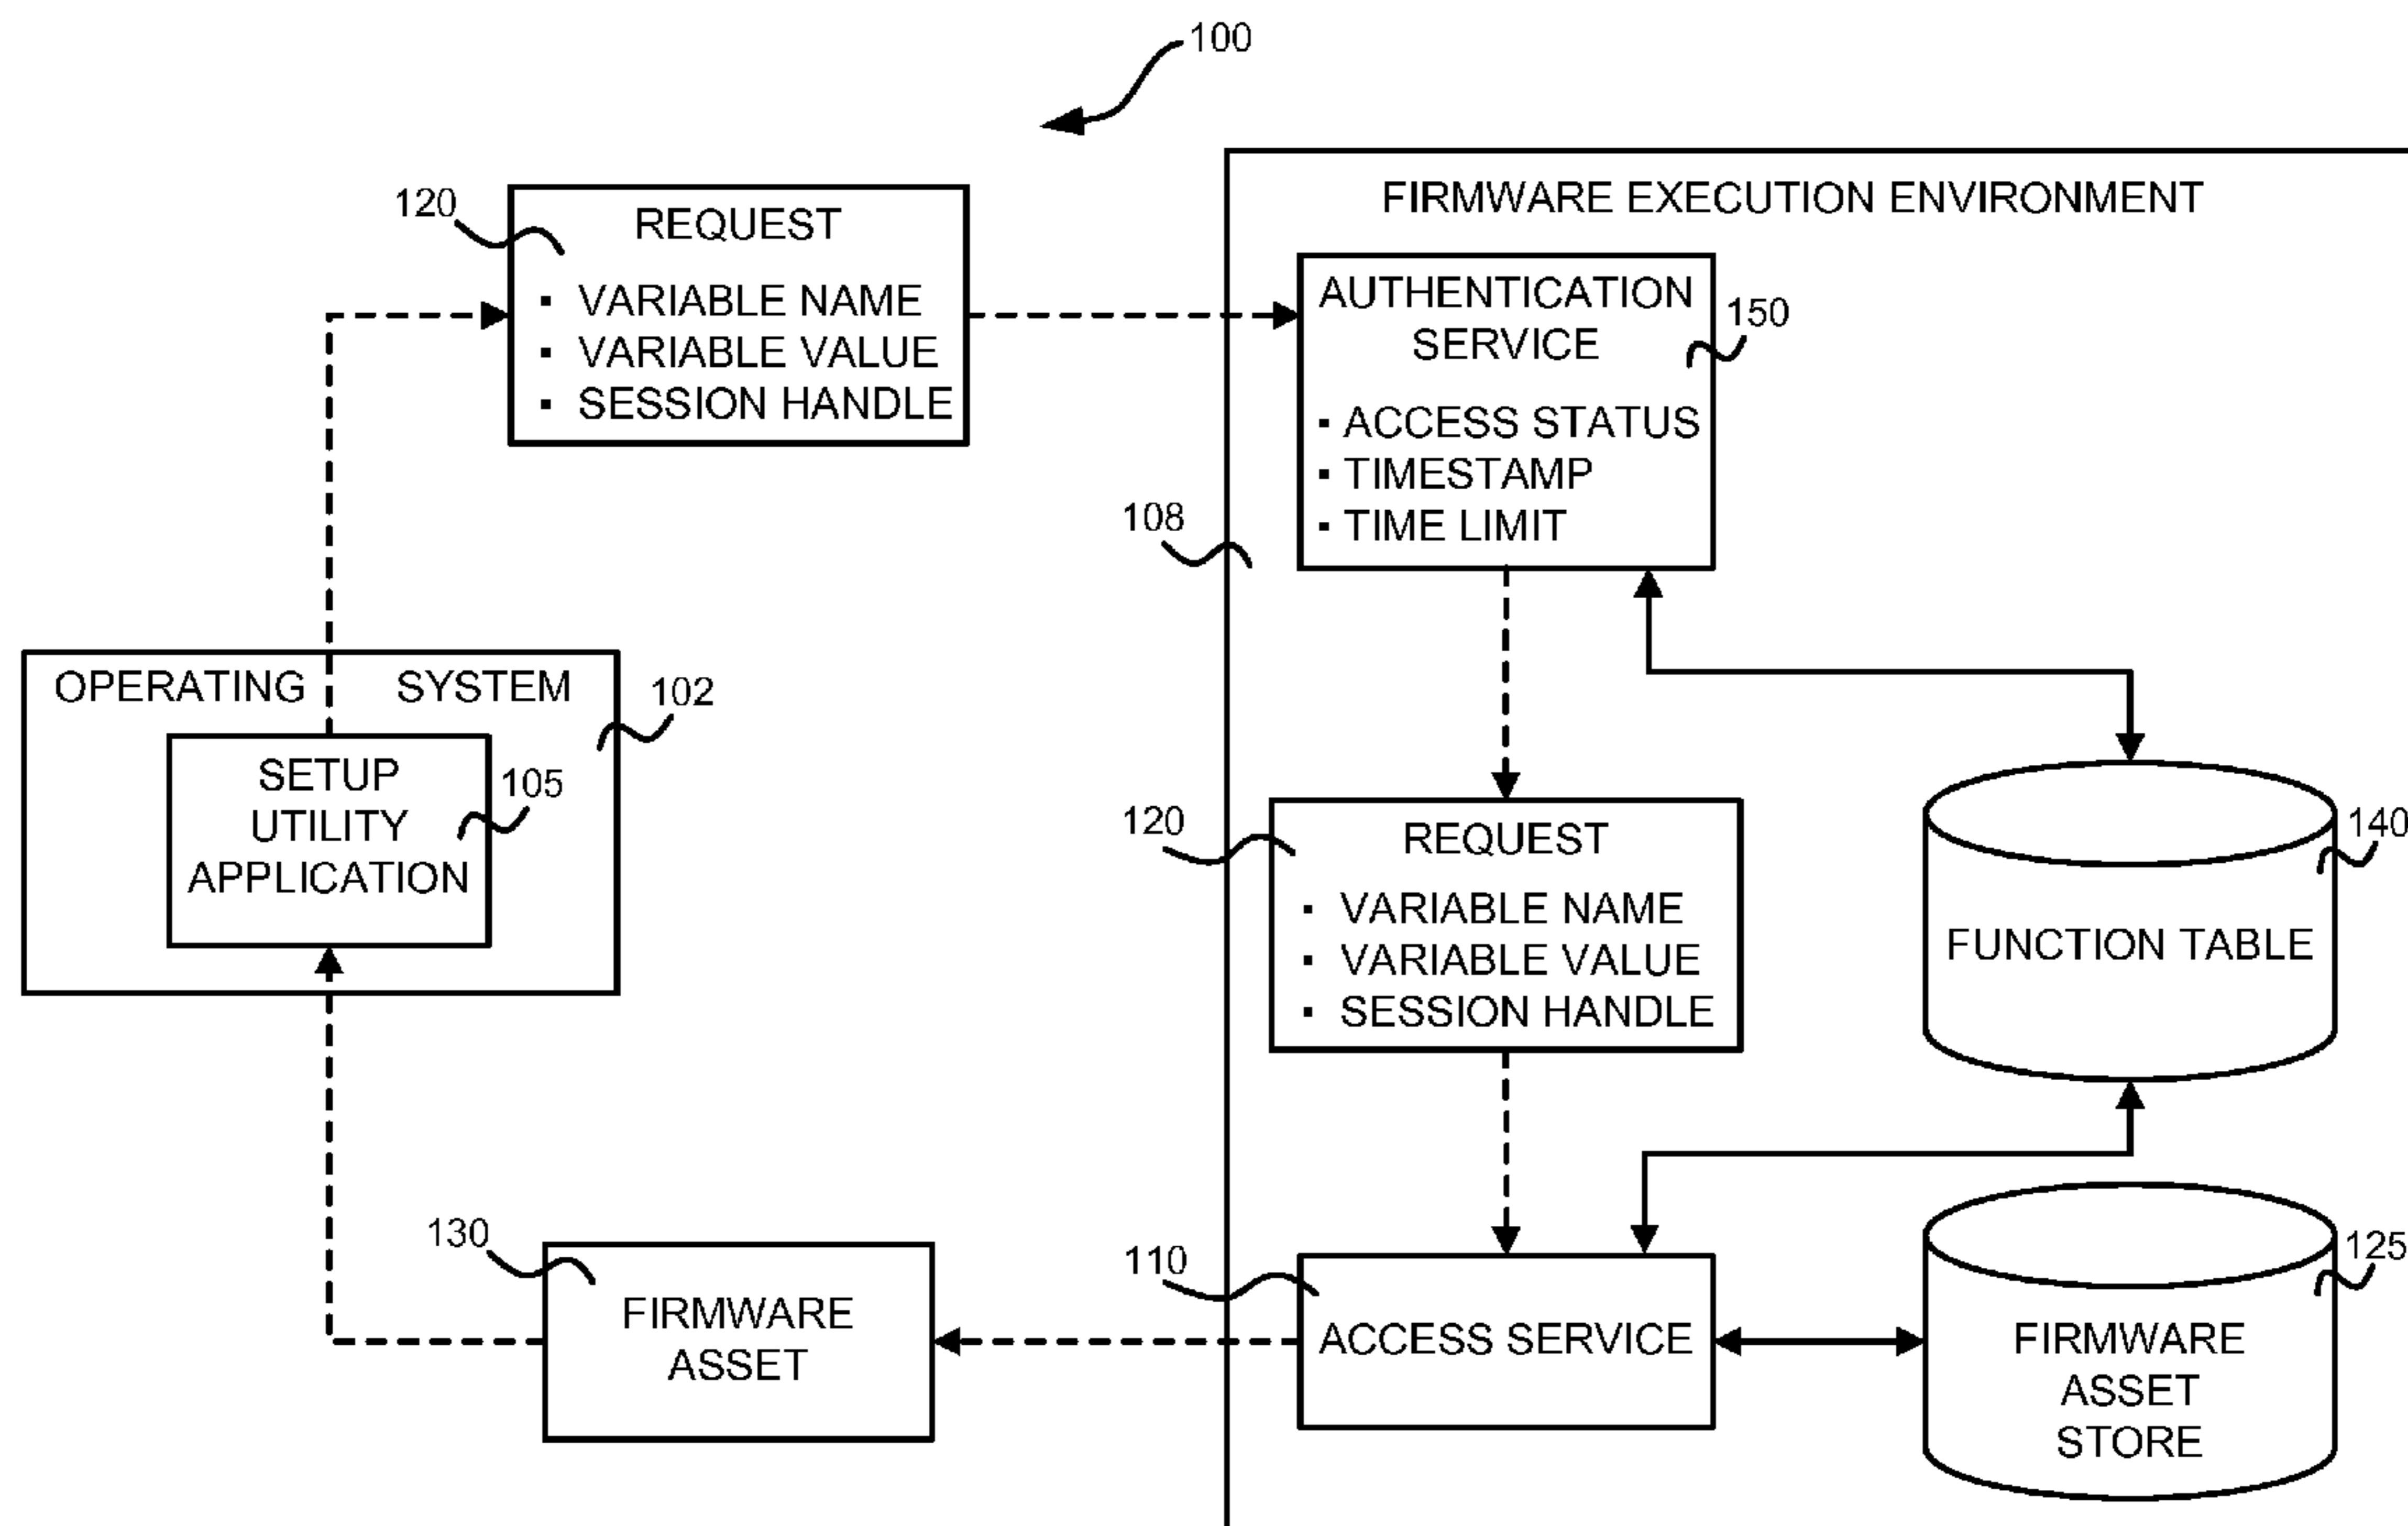 100
FIRMWARE EXECUTION ENVIRONMENT
120
REQUEST
▪ VARIABLE NAME
▪ VARIABLE VALUE
▪ SESSION HANDLE
AUTHENTICATION
SERVICE
150
▪ ACCESS STATUS
▪ TIMESTAMP
▪ TIME LIMIT
108
OPERATING SYSTEM
102
SETUP
UTILITY
APPLICATION
105
120
REQUEST
▪ VARIABLE NAME
▪ VARIABLE VALUE
▪ SESSION HANDLE
140
FUNCTION TABLE
130
FIRMWARE
ASSET
110
ACCESS SERVICE
125
FIRMWARE
ASSET
STORE